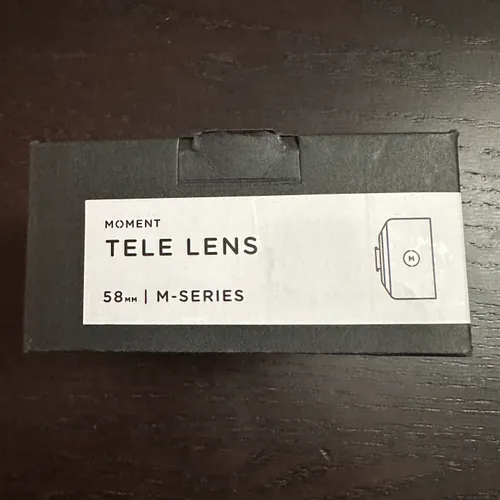 MOMENT
TELE LENS
58MM | M-SERIES
M